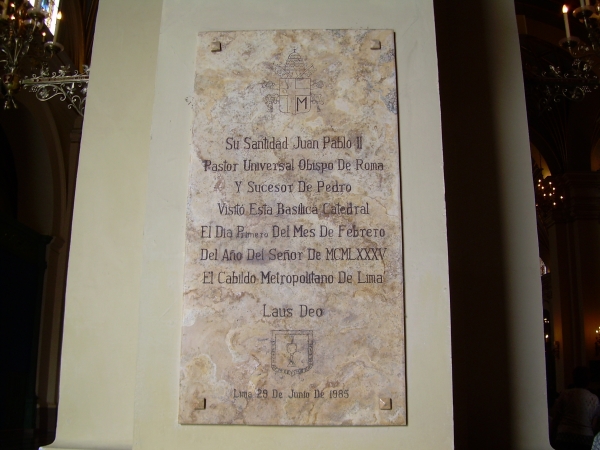 M
Su Santidad Juan Pablo II
Pastor Universal Obispo De Roma
Y Sucesor De Pedro
Visitó Esta Basílica Catedral
El Día Primero Del Mes De Febrero
Del Año Del Señor De MCMLXXXV
El Cabildo Metropolitano De Lima
Laus Deo
Lima 29 De Junio De 1985